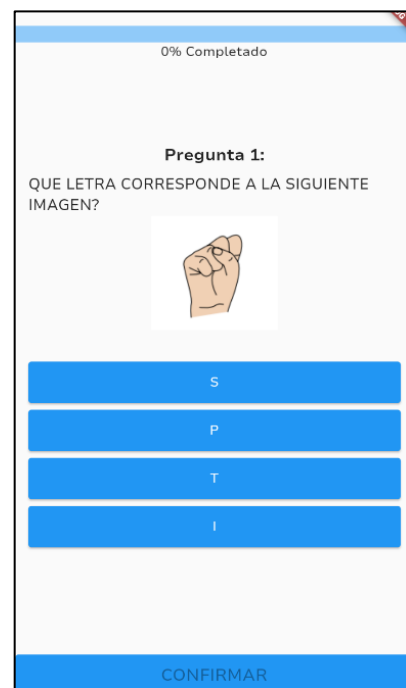 0% Completado
Pregunta 1:
QUE LETRA CORRESPONDE A LA SIGUIENTE
IMAGEN?
S
P
T
I
CONFIRMAR